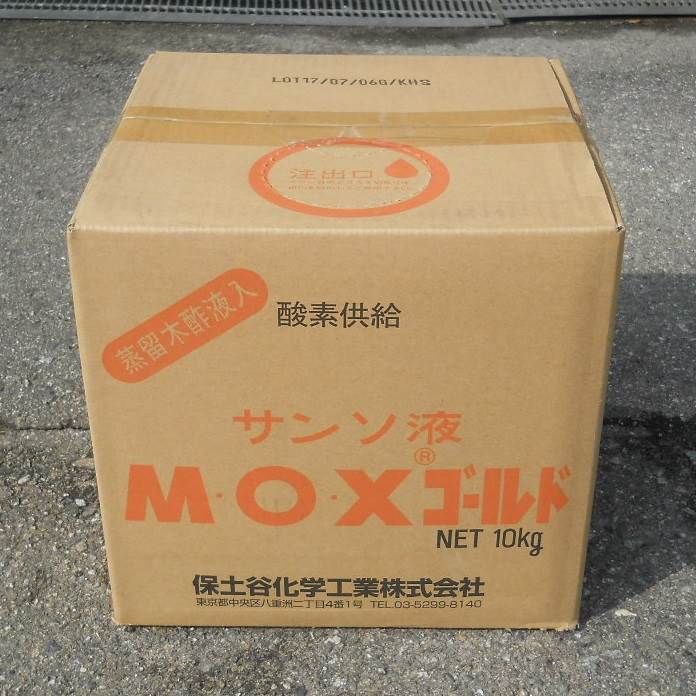 LOT17/07/06G/KHS
注出口
蒸留木酢液入
酸素供給
サンソ液
M・O・X®ゴールド
NET 10kg
保土谷化学工業株式会社
東京都中央区八重洲二丁目4番1号 TEL.03-5299-8140